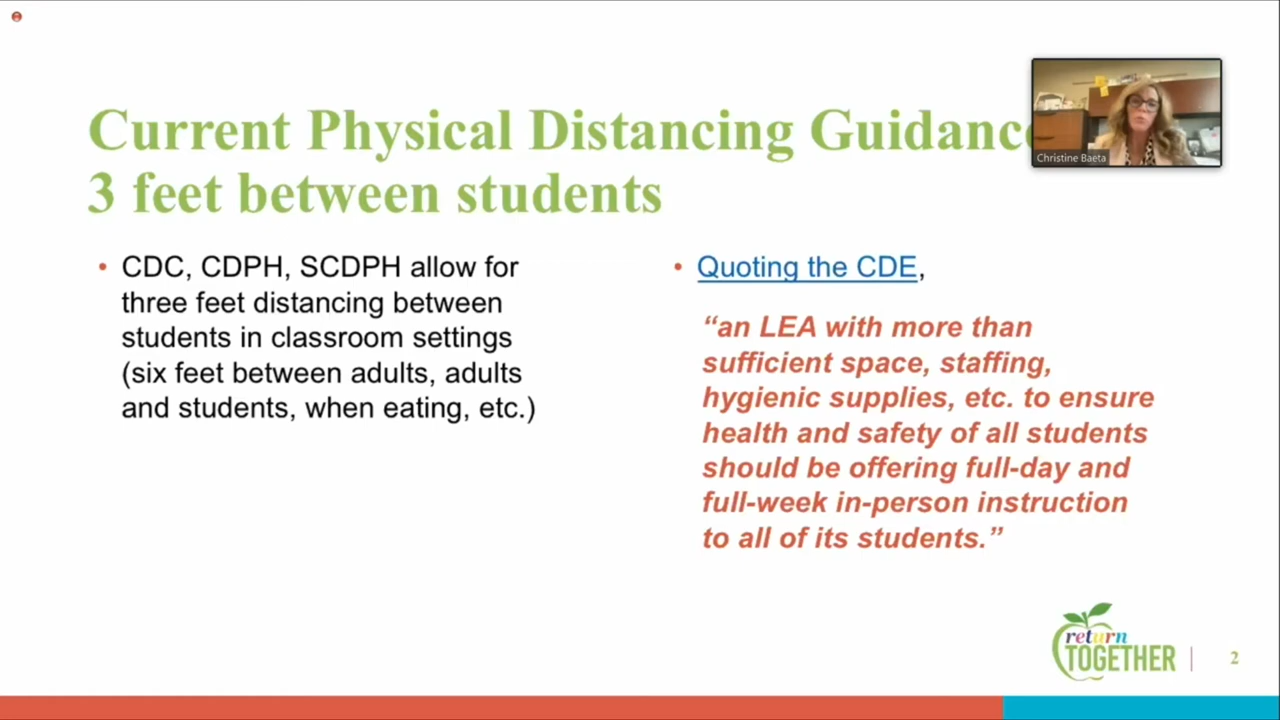 Current Physical Distancing Guidance
3 feet between students
Christine Baeta
• CDC, CDPH, SCDPH allow for
three feet distancing between
students in classroom settings
(six feet between adults, adults
and students, when eating, etc.)
• Quoting the CDE,
“an LEA with more than
sufficient space, staffing,
hygienic supplies, etc. to ensure
health and safety of all students
should be offering full-day and
full-week in-person instruction
to all of its students.”
return
TOGETHER
2